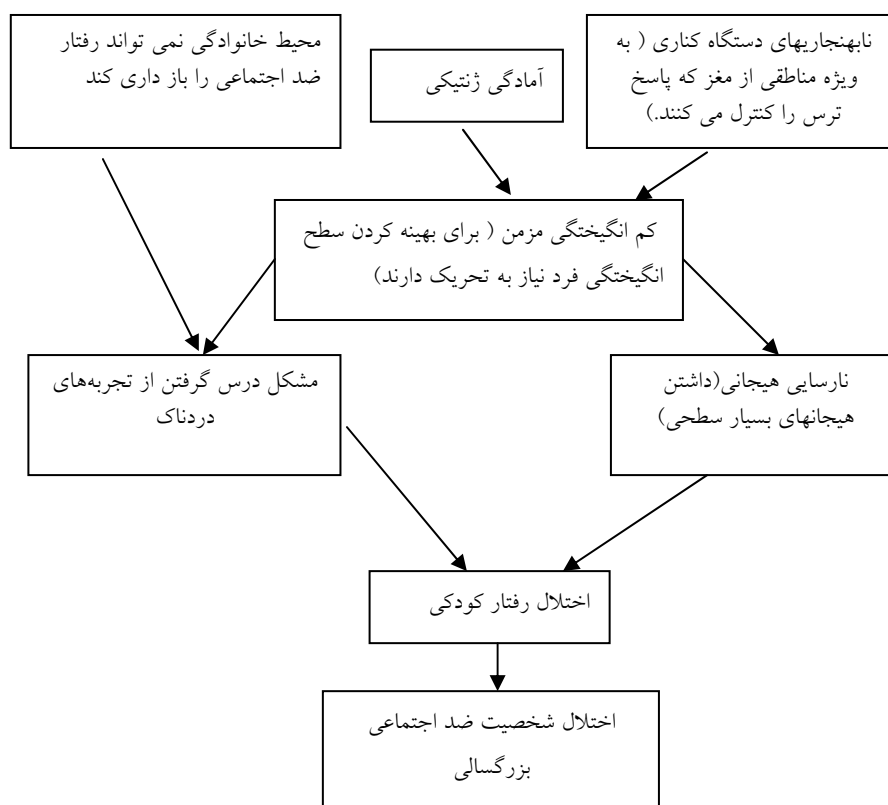 نابهنجاریهای دستگاه کناری ( به
ویژه مناطقی از مغز که پاسخ
ترس را کنترل می کنند.)
آمادگی ژنتیکی
محیط خانوادگی نمی تواند رفتار
ضد اجتماعی را باز داری کند
کم انگیختگی مزمن ( برای بهینه کردن سطح
انگیختگی فرد نیاز به تحریک دارند)
نارسایی هیجانی(داشتن
هیجانهای بسیار سطحی)
مشکل درس گرفتن از تجربه‌های
دردناک
اختلال رفتار کودکی
اختلال شخصیت ضد اجتماعی
بزرگسالی